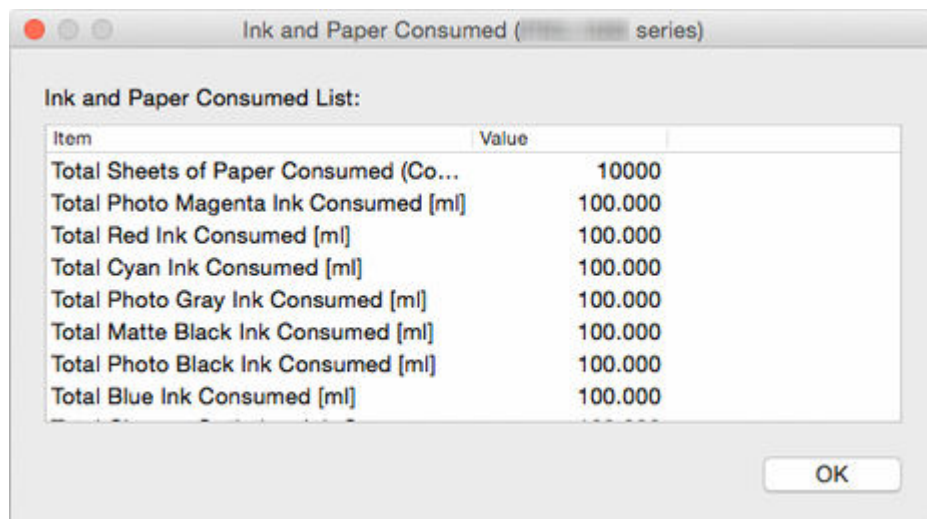 Ink and Paper Consumed ( series)
Ink and Paper Consumed List:
Item Value
Total Sheets of Paper Consumed (Co... 10000
Total Photo Magenta Ink Consumed [ml] 100.000
Total Red Ink Consumed [ml] 100.000
Total Cyan Ink Consumed [ml] 100.000
Total Photo Gray Ink Consumed [ml] 100.000
Total Matte Black Ink Consumed [ml] 100.000
Total Photo Black Ink Consumed [ml] 100.000
Total Blue Ink Consumed [ml] 100.000
OK